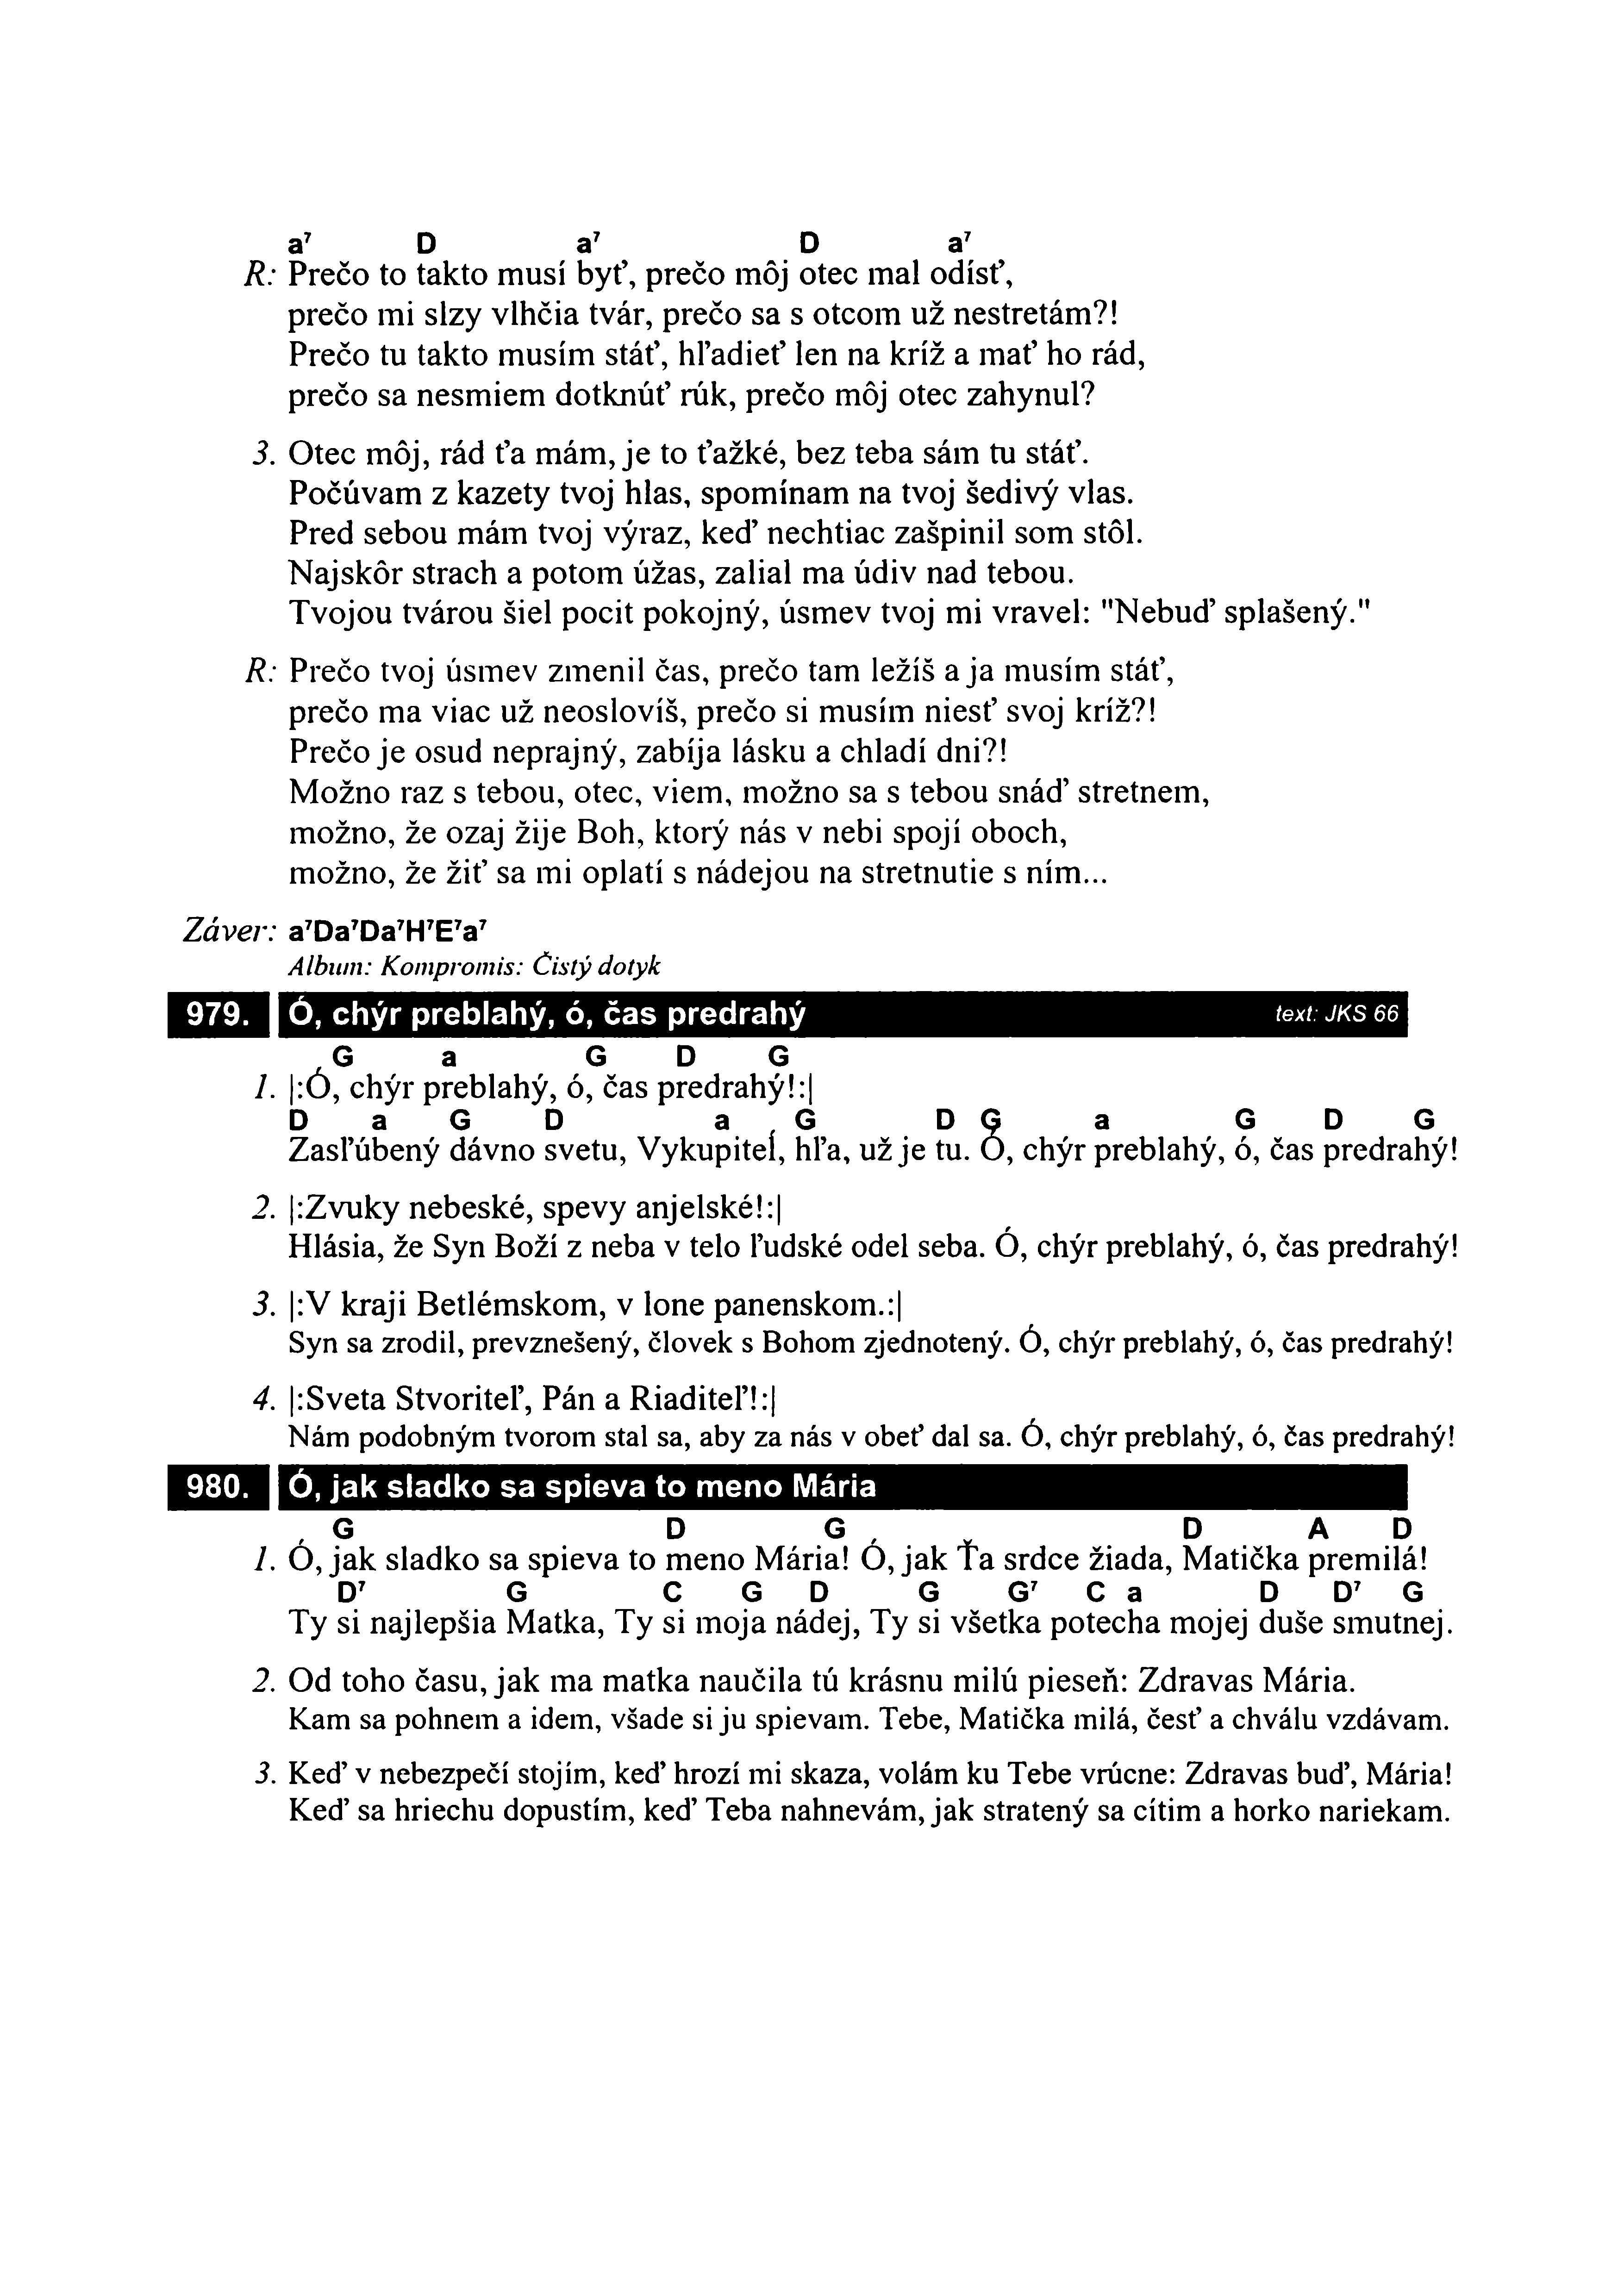 a⁷ D a⁷ D a⁷
R: Prečo to takto musí byť, prečo môj otec mal odísť,
prečo mi slzy vlhčia tvár, prečo sa s otcom už nestretám?!
Prečo tu takto musím stáť, hľadieť len na kríž a mať ho rád,
prečo sa nesmiem dotknúť rúk, prečo môj otec zahynul?
3. Otec môj, rád ťa mám, je to ťažké, bez teba sám tu stáť.
Počúvam z kazety tvoj hlas, spomínam na tvoj šedivý vlas.
Pred sebou mám tvoj výraz, keď nechtiac zašpinil som stôl.
Najskôr strach a potom úžas, zalial ma údiv nad tebou.
Tvojou tvárou šiel pocit pokojný, úsmev tvoj mi vravel: "Nebuď splašený."
R: Prečo tvoj úsmev zmenil čas, prečo tam ležíš a ja musím stáť,
prečo ma viac už neoslovíš, prečo si musím niesť svoj kríž?!
Prečo je osud neprajný, zabíja lásku a chladí dni?!
Možno raz s tebou, otec, viem, možno sa s tebou snáď stretnem,
možno, že ozaj žije Boh, ktorý nás v nebi spojí oboch,
možno, že žiť sa mi oplatí s nádejou na stretnutie s ním...
Záver: a⁷Da⁷Da⁷H⁷E⁷a⁷
Album: Kompromis: Čistý dotyk
979. Ó, chýr preblahý, ó, čas predrahý text: JKS 66
G a G D G
1. |:Ó, chýr preblahý, ó, čas predrahý!:|
D a G D a G D G a G D G
Zasľúbený dávno svetu, Vykupiteĺ, hľa, už je tu. Ó, chýr preblahý, ó, čas predrahý!
2. |:Zvuky nebeské, spevy anjelské!:|
Hlásia, že Syn Boží z neba v telo ľudské odel seba. Ó, chýr preblahý, ó, čas predrahý!
3. |:V kraji Betlémskom, v lone panenskom.:|
Syn sa zrodil, prevznešený, človek s Bohom zjednotený. Ó, chýr preblahý, ó, čas predrahý!
4. |:Sveta Stvoriteľ, Pán a Riaditeľ!:|
Nám podobným tvorom stal sa, aby za nás v obeť dal sa. Ó, chýr preblahý, ó, čas predrahý!
980. Ó, jak sladko sa spieva to meno Mária
G D G D A D
1. Ó, jak sladko sa spieva to meno Mária! Ó, jak Ťa srdce žiada, Matička premilá!
D⁷ G C G D G G⁷ C a D D⁷ G
Ty si najlepšia Matka, Ty si moja nádej, Ty si všetka potecha mojej duše smutnej.
2. Od toho času, jak ma matka naučila tú krásnu milú pieseň: Zdravas Mária.
Kam sa pohnem a idem, všade si ju spievam. Tebe, Matička milá, česť a chválu vzdávam.
3. Keď v nebezpečí stojím, keď hrozí mi skaza, volám ku Tebe vrúcne: Zdravas buď, Mária!
Keď sa hriechu dopustím, keď Teba nahnevám, jak stratený sa cítim a horko nariekam.